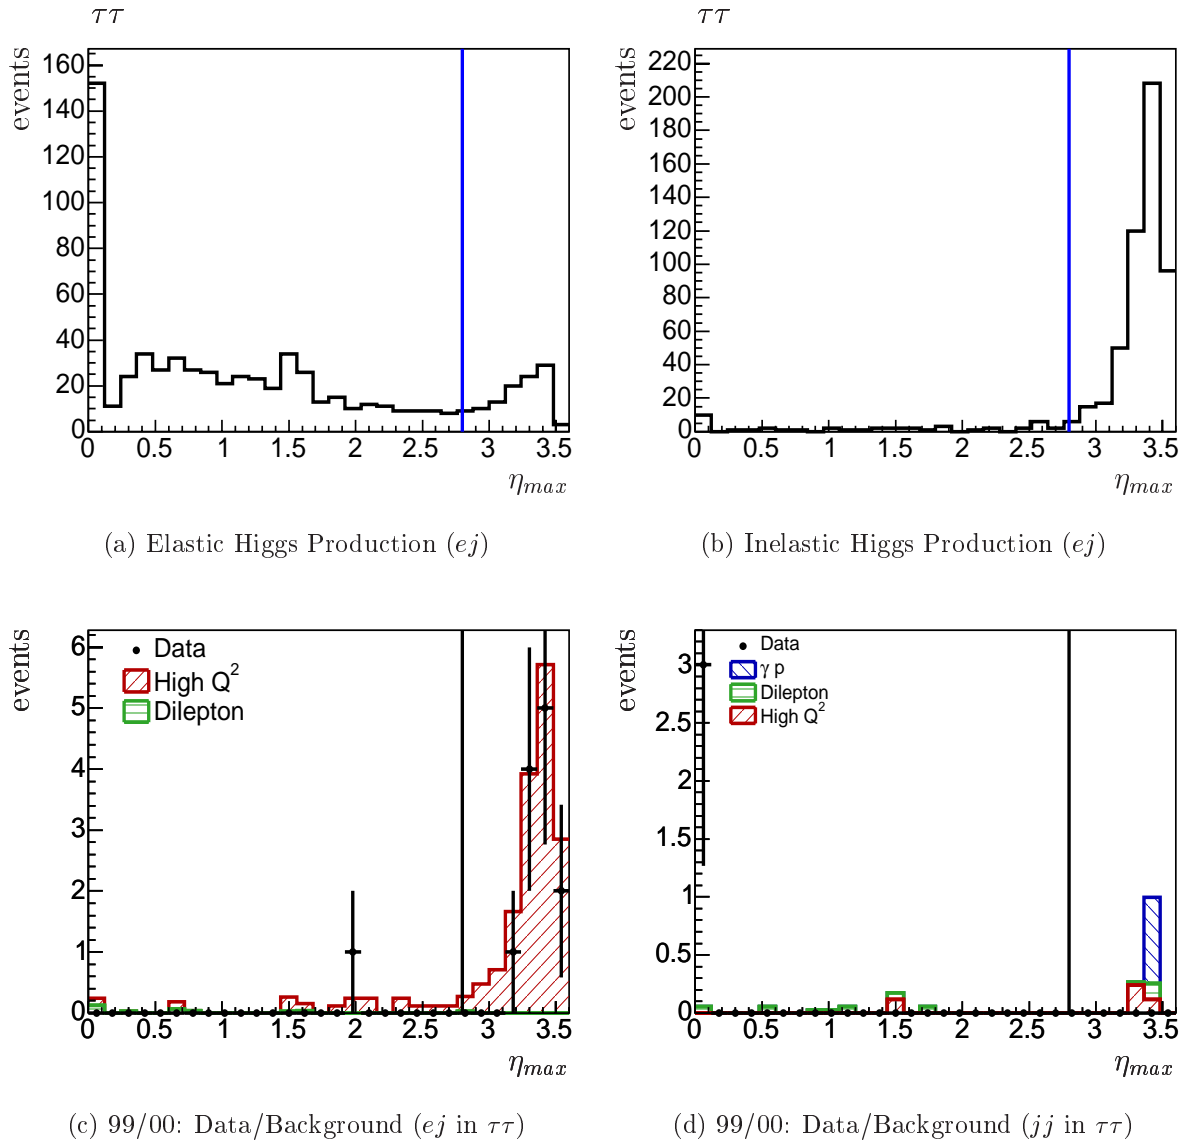 ττ
events
160
140
120
100
80
60
40
20
0
0 0.5 1 1.5 2 2.5 3 3.5
η_max
(a) Elastic Higgs Production (ej)
ττ
events
220
200
180
160
140
120
100
80
60
40
20
0
0 0.5 1 1.5 2 2.5 3 3.5
η_max
(b) Inelastic Higgs Production (ej)
events
6
5
4
3
2
1
0
Data
High Q²
Dilepton
0 0.5 1 1.5 2 2.5 3 3.5
η_max
(c) 99/00: Data/Background (ej in ττ)
events
3
2.5
2
1.5
1
0.5
0
Data
γ p
Dilepton
High Q²
0 0.5 1 1.5 2 2.5 3 3.5
η_max
(d) 99/00: Data/Background (jj in ττ)